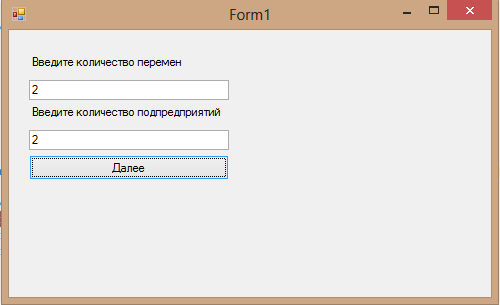 Form1
Введите количество перемен
2
Введите количество подпредприятий
2
Далее